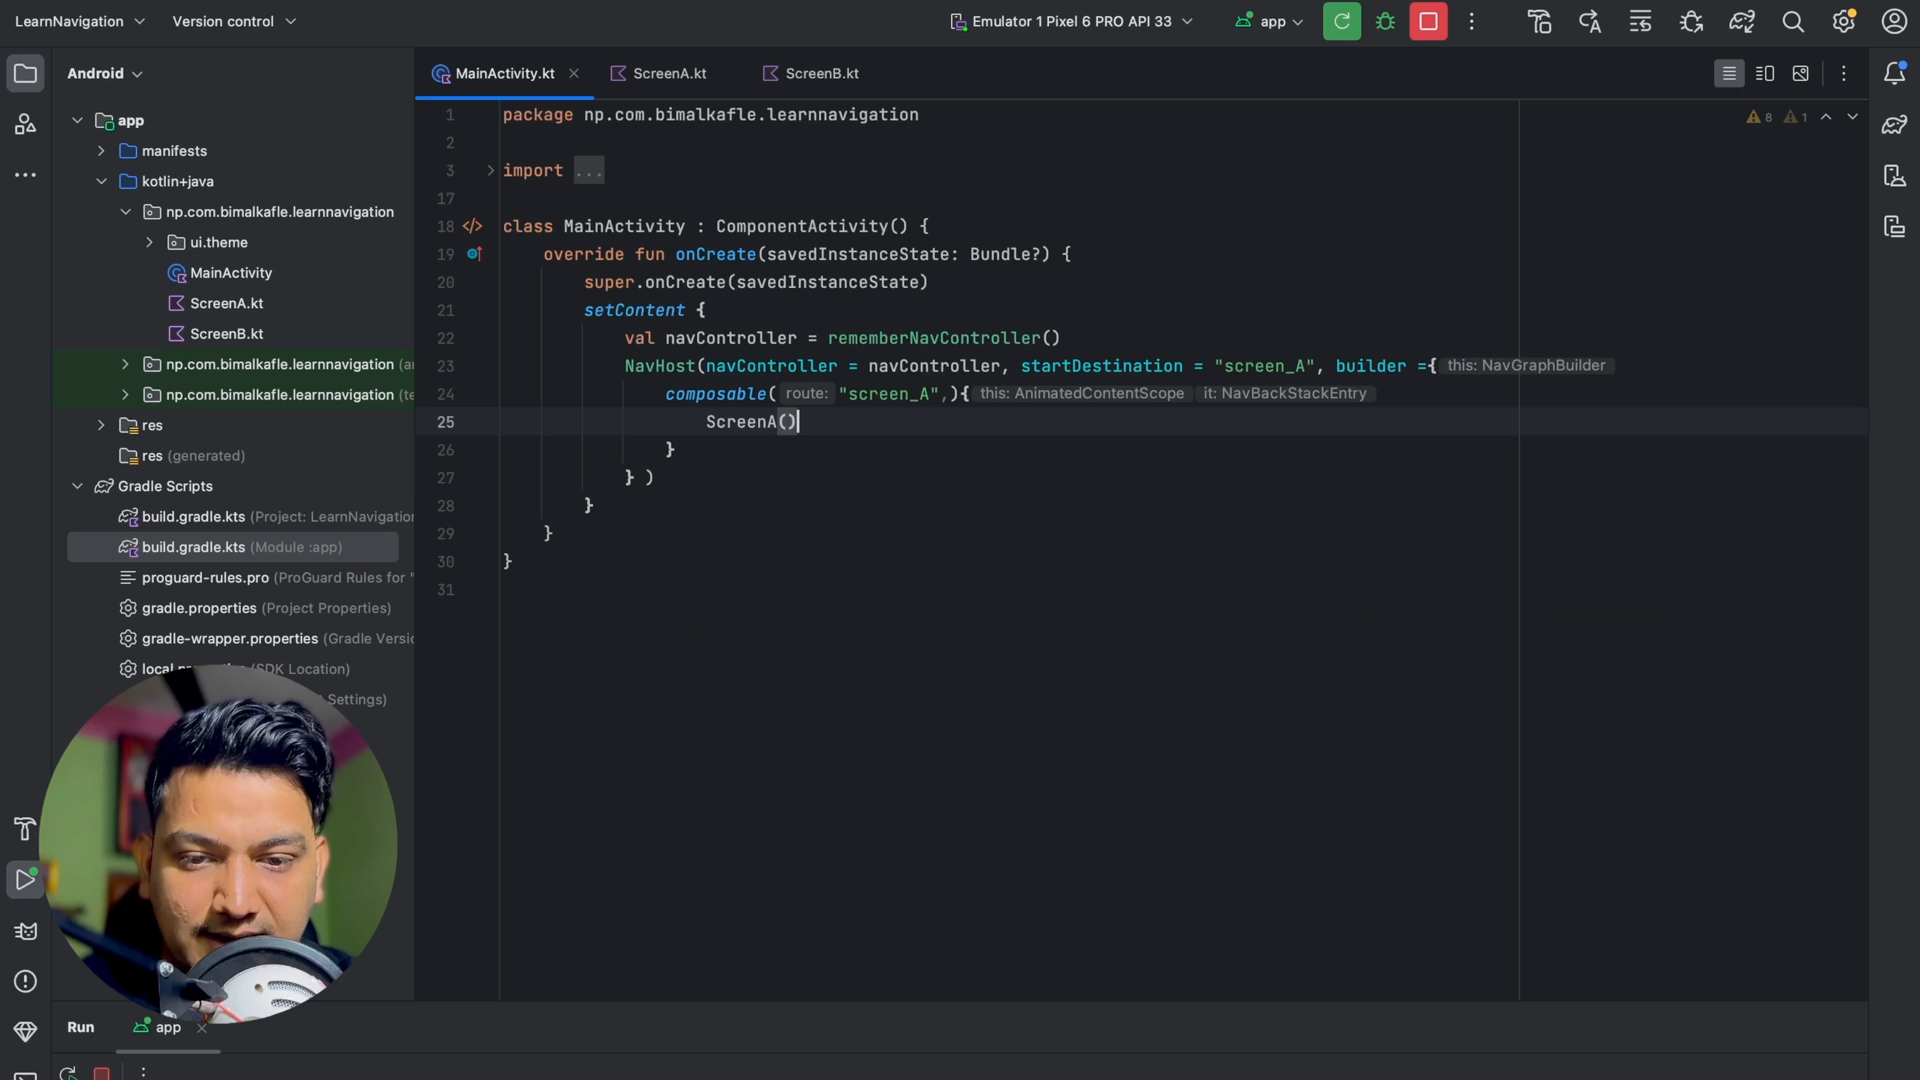 LearnNavigation
Version control
Emulator 1 Pixel 6 PRO API 33
app
Android
MainActivity.kt
ScreenA.kt
ScreenB.kt
app
manifests
kotlin+java
np.com.bimalkafle.learnnavigation
ui.theme
MainActivity
ScreenA.kt
ScreenB.kt
np.com.bimalkafle.learnnavigation (
np.com.bimalkafle.learnnavigation (te
res
res (generated)
Gradle Scripts
build.gradle.kts (Project: LearnNavigation
build.gradle.kts (Module :app)
proguard-rules.pro (ProGuard Rules for "
gradle.properties (Project Properties)
gradle-wrapper.properties (Gradle Versio
(SDK Location)
Settings)
8 1
1 package np.com.bimalkafle.learnnavigation
2
3 import ...
17
18 class MainActivity : ComponentActivity() {
19 override fun onCreate(savedInstanceState: Bundle?) {
20 super.onCreate(savedInstanceState)
21 setContent {
22 val navController = rememberNavController()
23 NavHost(navController = navController, startDestination = "screen_A", builder ={ this: NavGraphBuilder
24 composable( route: "screen_A",){ this: AnimatedContentScope it: NavBackStackEntry
25 ScreenA()
26 }
27 } )
28 }
29 }
30 }
31
Run
app